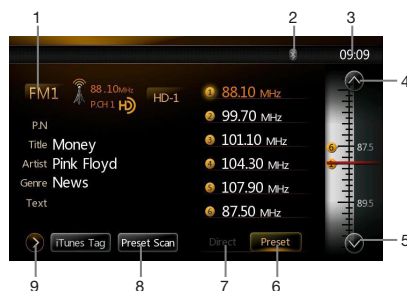 1
2
3
09:09
4
FM1
88.10MHz
P.CH 1 HD
HD-1
P.N
Title Money
Artist Pink Floyd
Genre News
Text
1 88.10 MHz
2 99.70 MHz
3 101.10 MHz
4 104.30 MHz
5 107.90 MHz
6 87.50 MHz
6
87.5
1
89.5
5
iTunes Tag
Preset Scan
Direct
Preset
9
8
7
6